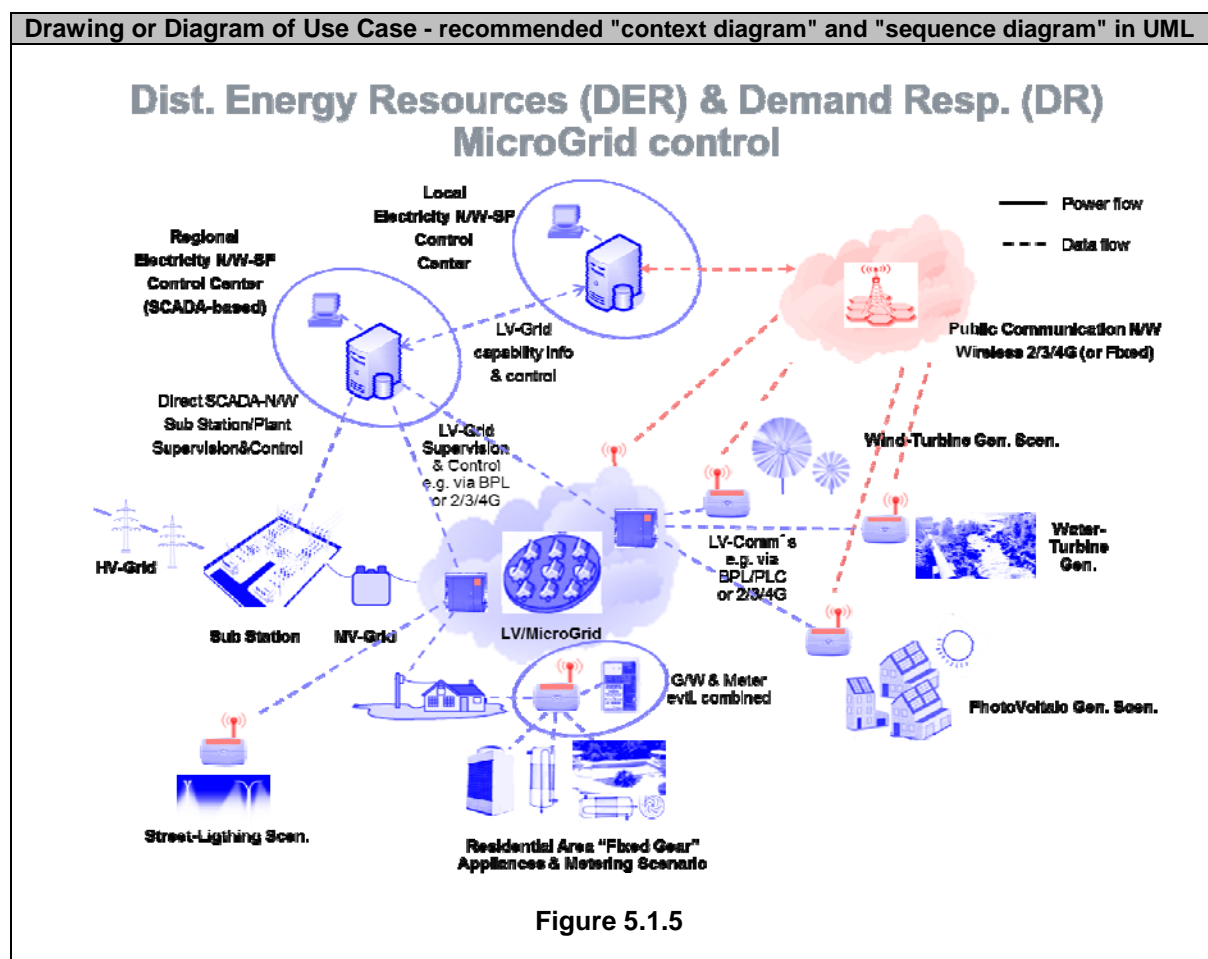 Drawing or Diagram of Use Case - recommended "context diagram" and "sequence diagram" in UML
Dist. Energy Resources (DER) & Demand Resp. (DR)
MicroGrid control
Local
Electricity N/W-SP
Control
Center
Power flow
Data flow
Regional
Electricity N/W-SP
Control Center
(SCADA-based)
LV-Grid
capability info
& control
Public Communication N/W
Wireless 2/3/4G (or Fixed)
Direct SCADA-N/W
Sub Station/Plant
Supervision&Control
LV-Grid
Supervision
& Control
e.g. via BPL
or 2/3/4G
Wind-Turbine Gen. Scen.
HV-Grid
LV-Comm´s
e.g. via
BPL/PLC
or 2/3/4G
Water-
Turbine
Gen.
Sub Station
MV-Grid
LV/MicroGrid
G/W & Meter
evtl. combined
PhotoVoltaic Gen. Scen.
Street-Ligthing Scen.
Residential Area "Fixed Gear"
Appliances & Metering Scenario
Figure 5.1.5